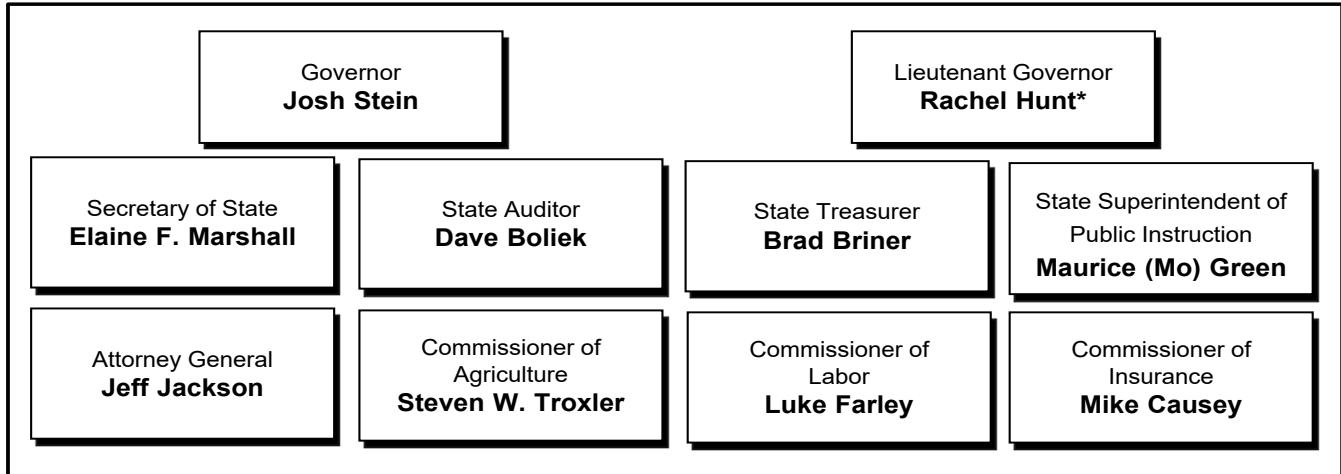 Governor
Josh Stein
Lieutenant Governor
Rachel Hunt*
Secretary of State
Elaine F. Marshall
State Auditor
Dave Boliek
State Treasurer
Brad Briner
State Superintendent of
Public Instruction
Maurice (Mo) Green
Attorney General
Jeff Jackson
Commissioner of
Agriculture
Steven W. Troxler
Commissioner of
Labor
Luke Farley
Commissioner of
Insurance
Mike Causey